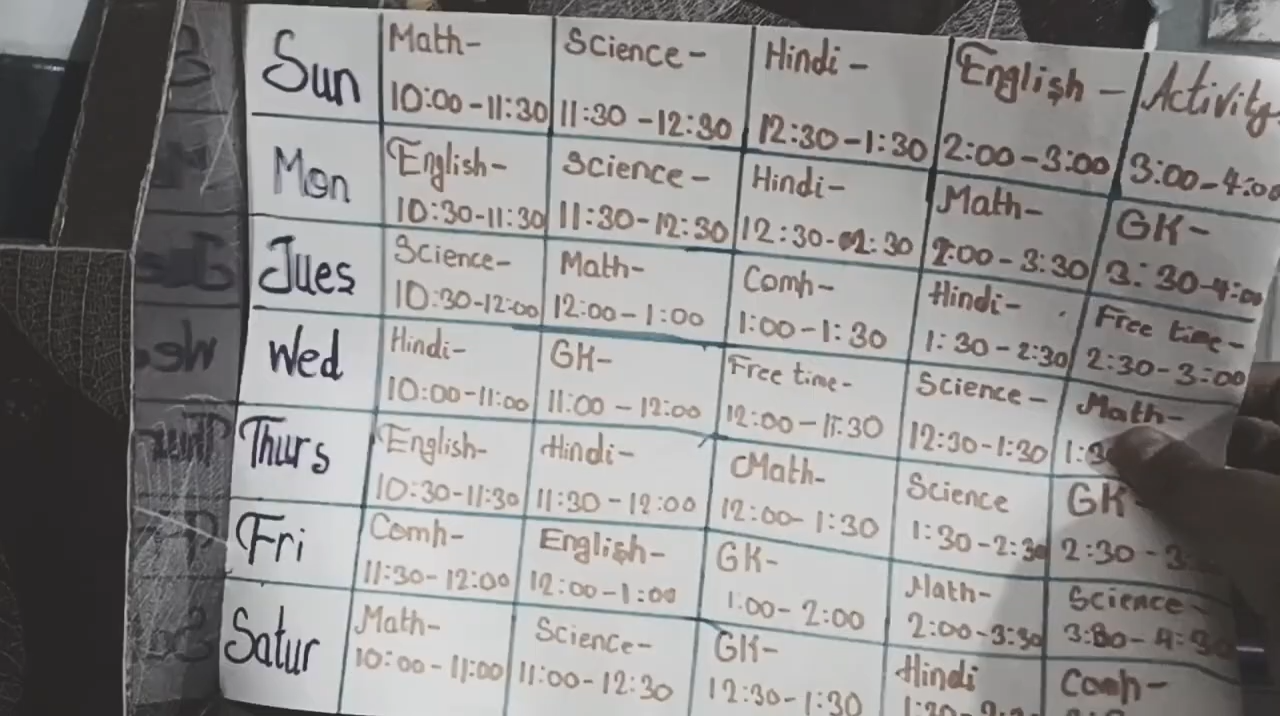 Sun
Math-
10:00-11:30
Science-
11:30-12:30
Hindi-
12:30-1:30
English-
2:00-3:00
Activity-
3:00-4:00
Mon
English-
10:30-11:30
Science-
11:30-12:30
Hindi-
12:30-
Math-
2:00-3:30
GK-
3:30-4:00
Tues
Science-
10:30-12:00
Math-
12:00-1:00
Comh-
1:00-1:30
Hindi-
1:30-2:30
Free time-
2:30-3:00
Wed
Hindi-
10:00-11:00
GK-
11:00-12:00
Free time-
12:00-
Science-
12:30-1:30
Math-
Thurs
English-
10:30-11:30
Hindi-
11:30-12:00
Math-
12:00-1:30
Science
1:30-2:30
GK
2:30-
Fri
Comh-
11:30-12:00
English-
12:00-1:00
GK-
1:00-2:00
Math-
2:00-3:30
Science-
3:30-4:30
Satur
Math-
10:00-11:00
Science-
11:00-12:30
GK-
12:30-1:30
Hindi
Comh-